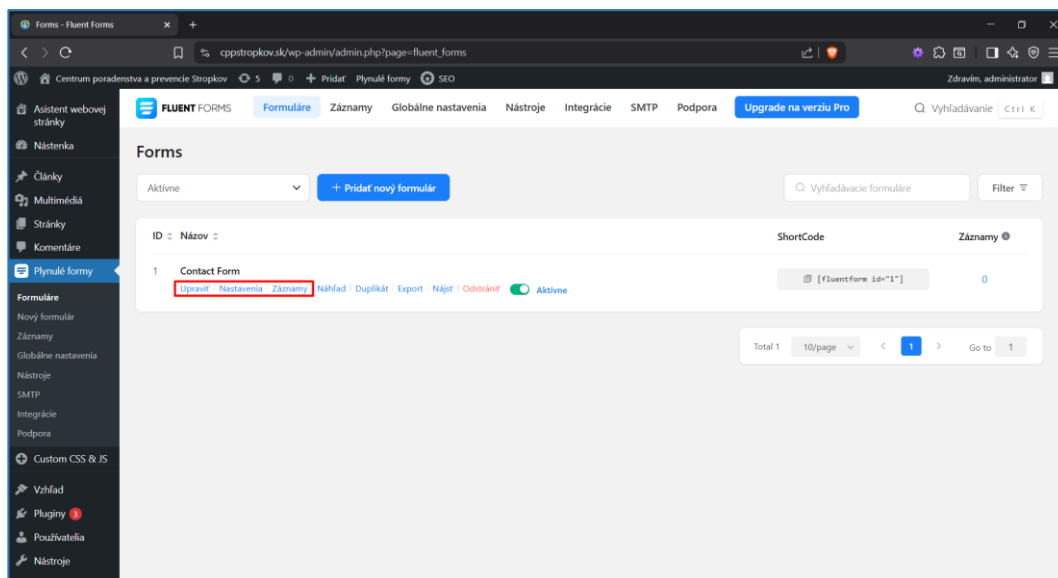 Forms - Fluent Forms
cppstropkov.sk/wp-admin/admin.php?page=fluent_forms
Centrum poradenstva a prevencie Stropkov 5 0 + Pridať Plynulé formy SEO
Zdravím, administrator
Asistent webovej
stránky
Nástenka
Články
Multimédiá
Stránky
Komentáre
Plynulé formy
Formuláre
Nový formulár
Záznamy
Globálne nastavenia
Nástroje
SMTP
Integrácie
Podpora
Custom CSS & JS
Vzhľad
Pluginy 3
Používatelia
Nástroje
FLUENT FORMS Formuláre Záznamy Globálne nastavenia Nástroje Integrácie SMTP Podpora Upgrade na verziu Pro Vyhľadávanie Ctrl K
Forms
Aktívne + Pridať nový formulár Vyhľadávacie formuláre Filter
ID Názov ShortCode Záznamy
1 Contact Form [fluentform id="1"] 0
Upraviť | Nastavenia | Záznamy | Náhľad | Duplikát | Export | Nájsť | Odstrániť Aktívne
Total 1 10/page < 1 > Go to 1